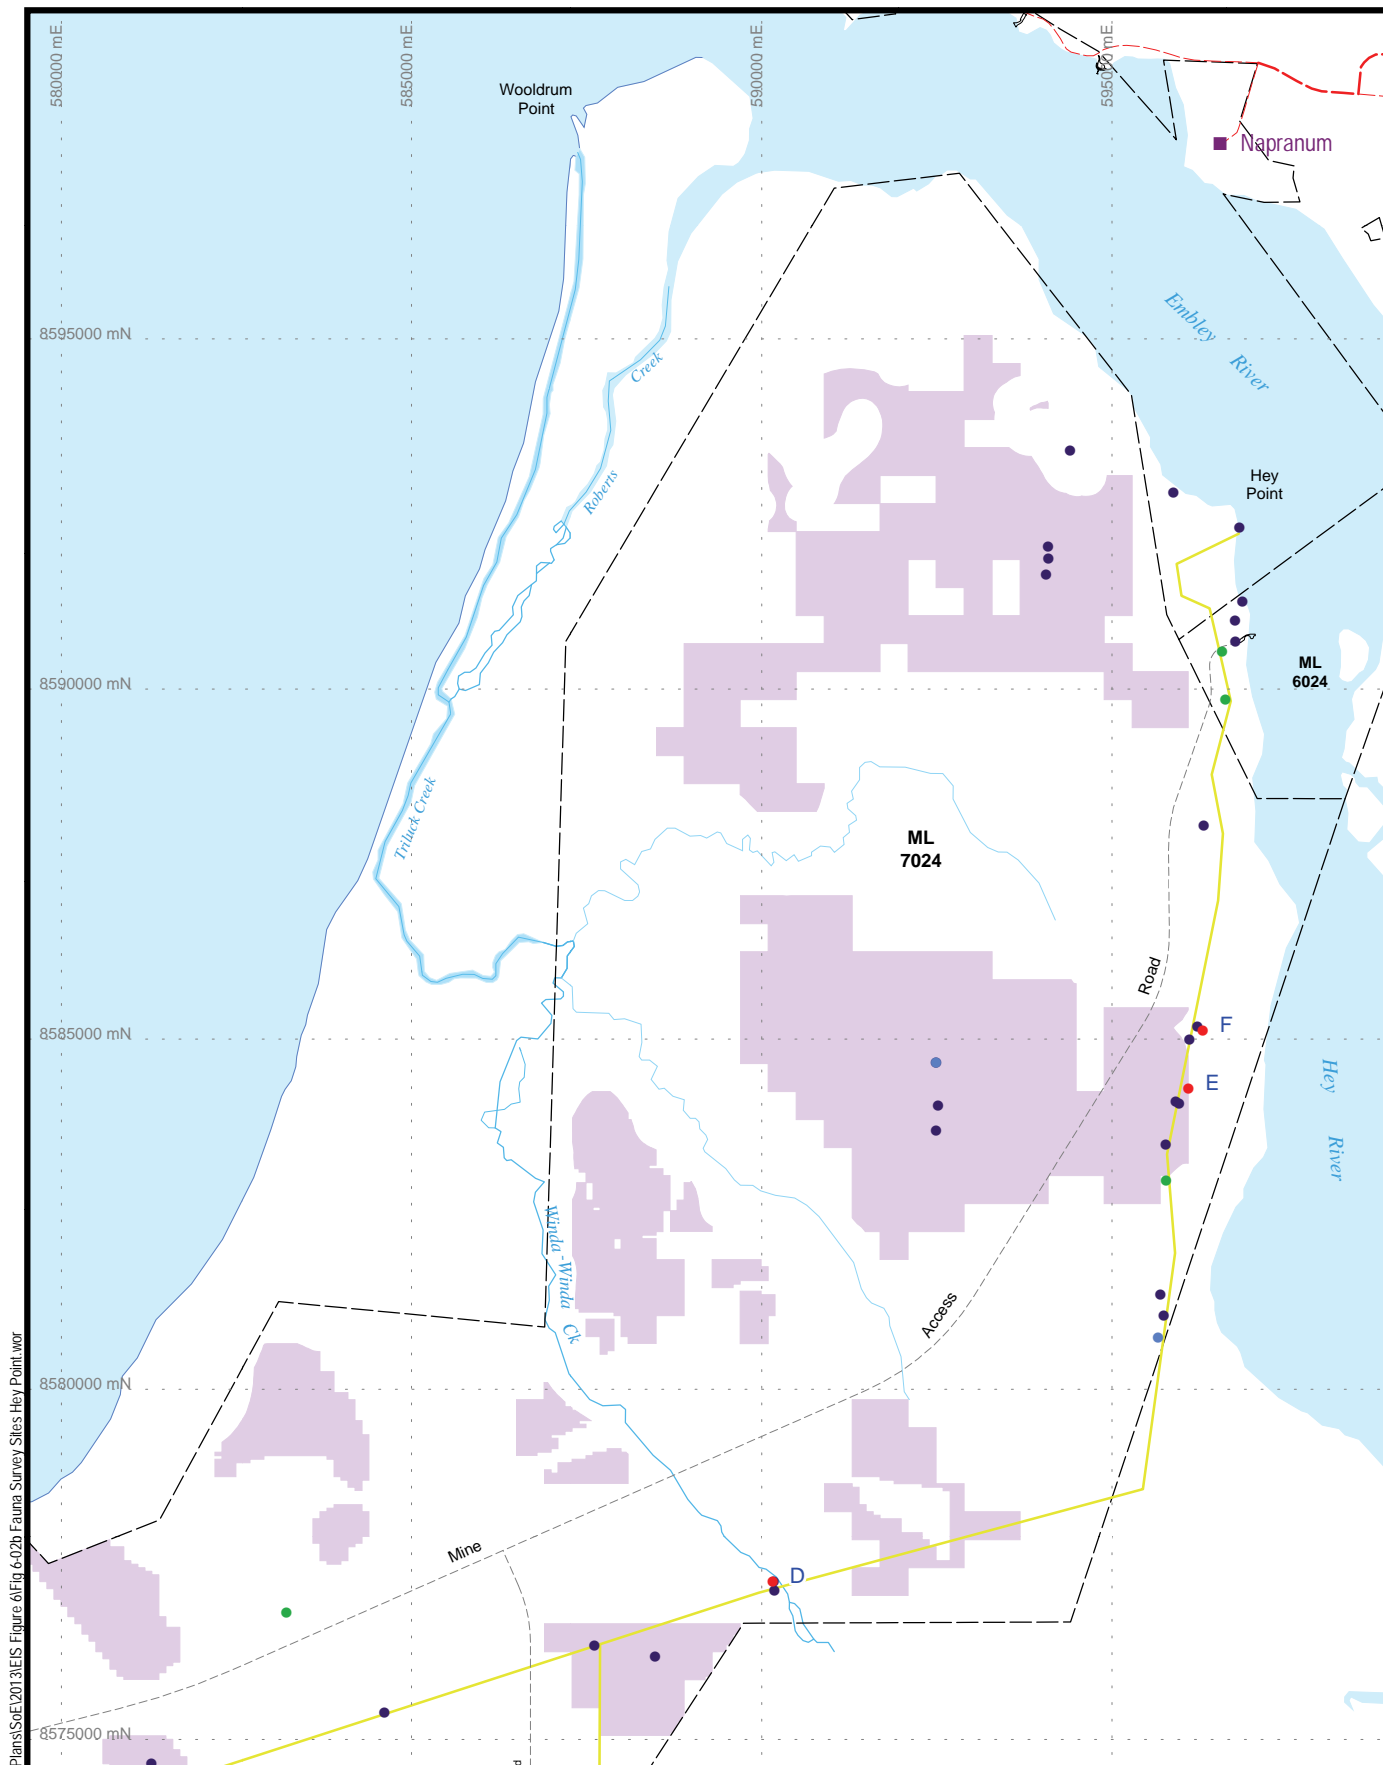 580000 mE
585000 mE
590000 mE
595000 mE
Wooldrum
Point
Napranum
Embley
River
8595000 mN
Creek
Roberts
Hey
Point
ML
6024
8590000 mN
Triluck Creek
ML
7024
Road
F
8585000 mN
E
Hey
River
Winda-Winda
Ck
Access
8580000 mN
Mine
D
8575000 mN
Plans\SoE\2013\EIS Figure 6\Fig 6-02b Fauna Survey Sites Hey Point.wor